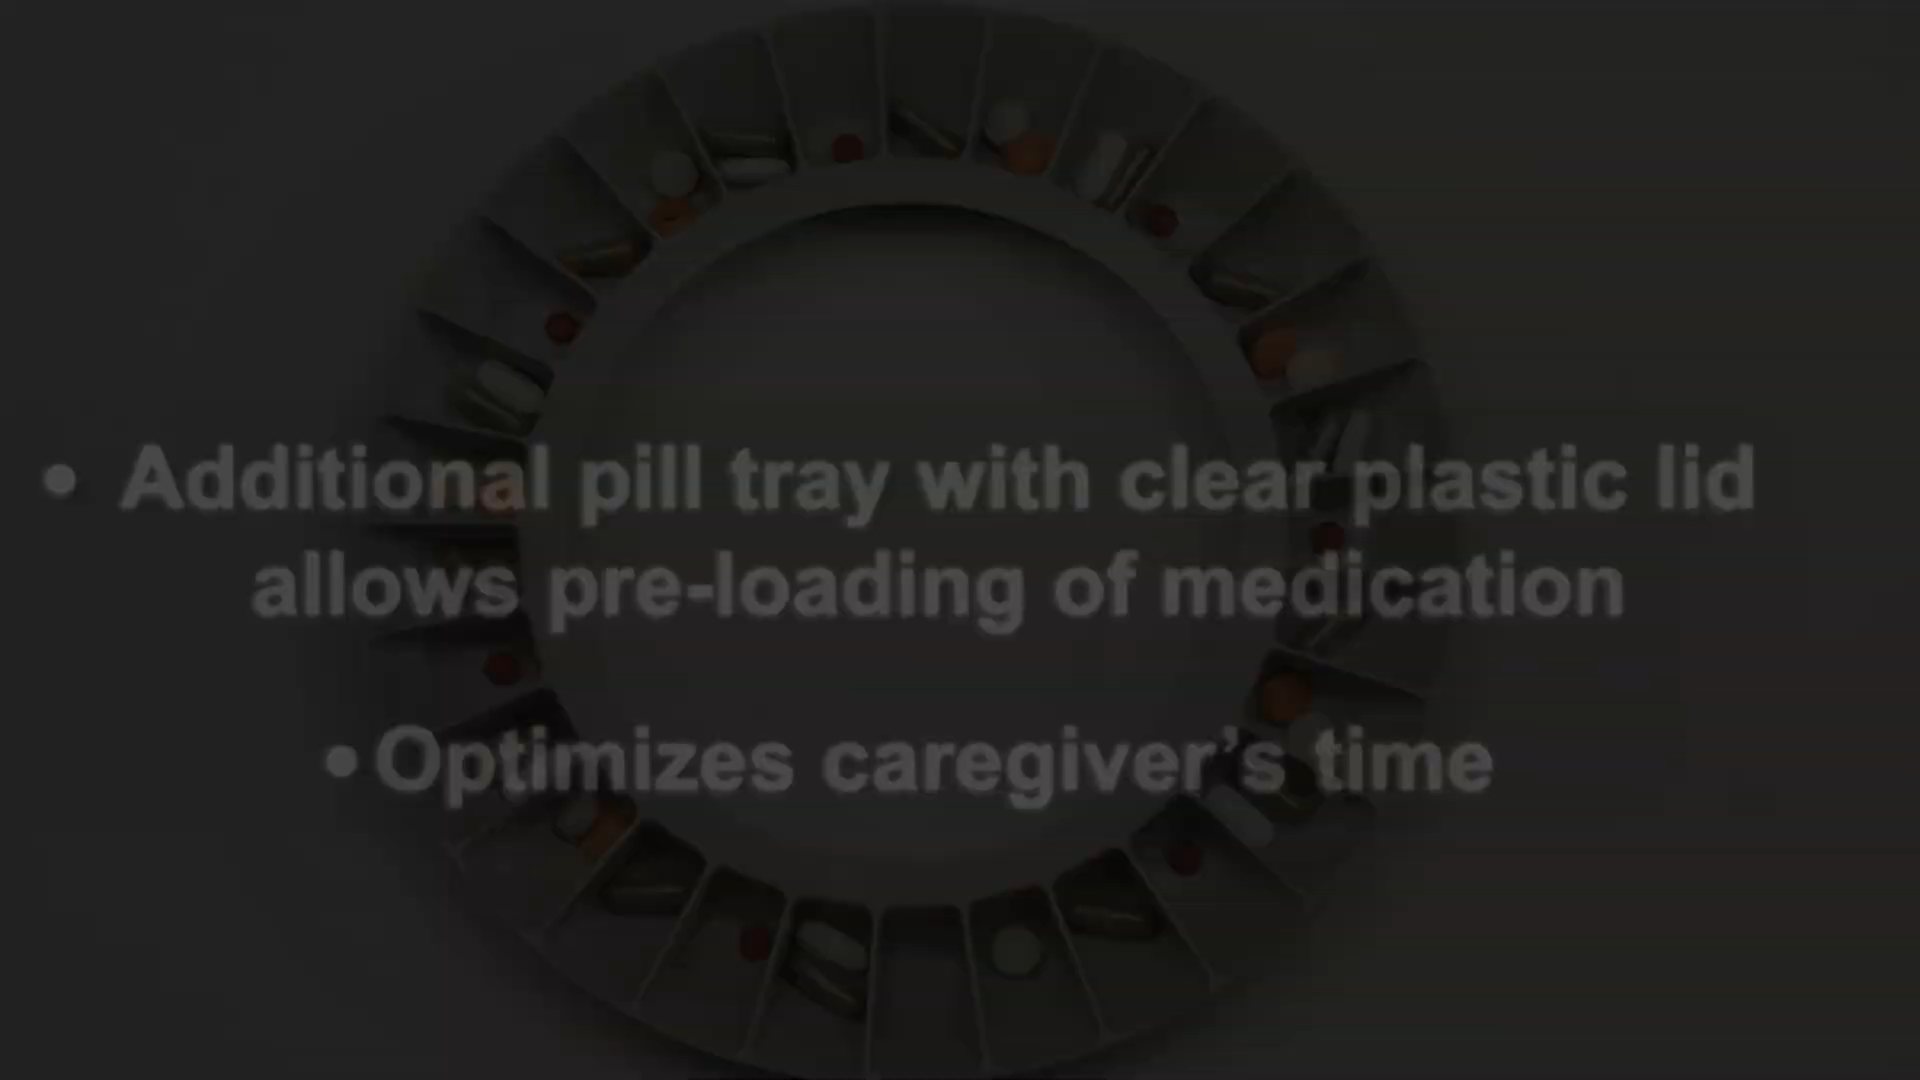 • Additional pill tray with clear plastic lid
allows pre-loading of medication
• Optimizes caregiver’s time